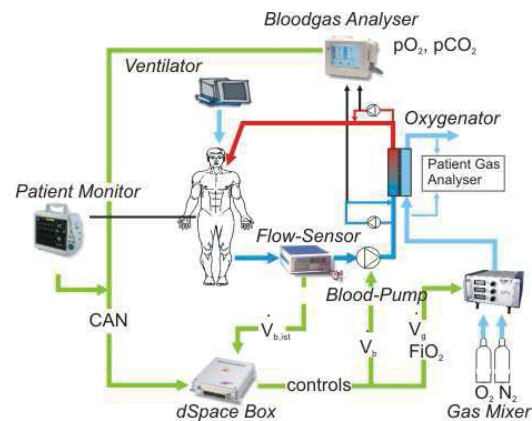 Bloodgas Analyser
pO2, pCO2
Ventilator
Oxygenator
Patient Gas
Analyser
Patient Monitor
Flow-Sensor
Blood-Pump
CAN
V̇b,ist
V̇b
V̇g
FiO2
controls
dSpace Box
O2 N2
Gas Mixer